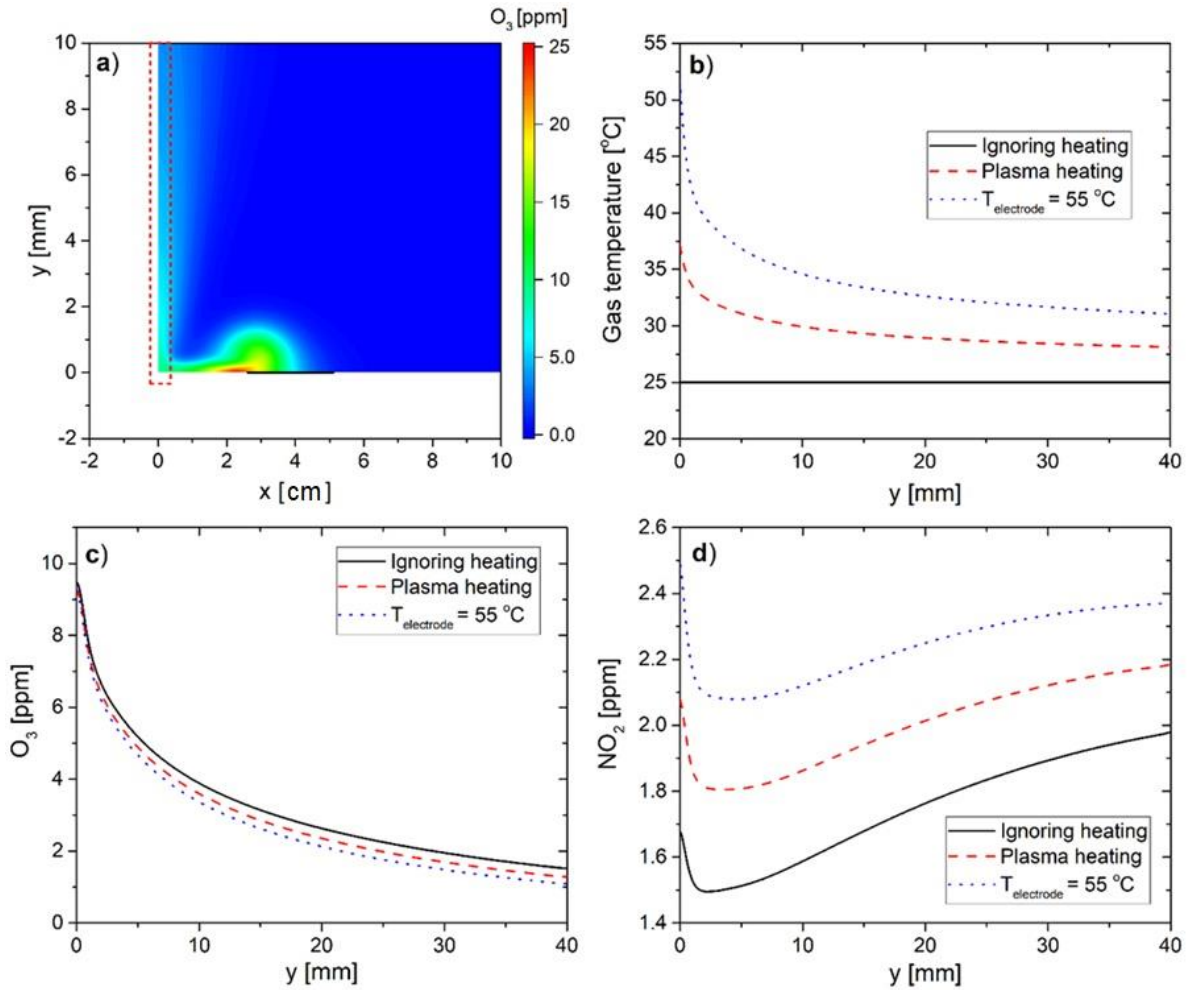 O3 [ppm]
a)
10
8
6
4
2
0
-2
y [mm]
-2 0 2 4 6 8 10
x [cm]
25
20
15
10
5.0
0.0
b)
55
50
45
40
35
30
25
20
Gas temperature [°C]
Ignoring heating
Plasma heating
Telectrode = 55 °C
0 10 20 30 40
y [mm]
c)
10
8
6
4
2
0
O3 [ppm]
Ignoring heating
Plasma heating
Telectrode = 55 °C
0 10 20 30 40
y [mm]
d)
2.6
2.4
2.2
2.0
1.8
1.6
1.4
NO2 [ppm]
Ignoring heating
Plasma heating
Telectrode = 55 °C
0 10 20 30 40
y [mm]